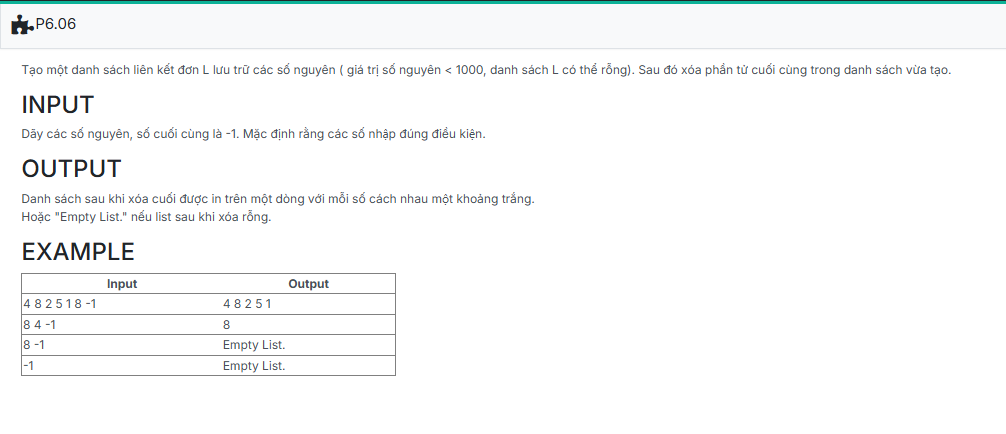 P6.06
Tạo một danh sách liên kết đơn L lưu trữ các số nguyên ( giá trị số nguyên < 1000, danh sách L có thể rỗng). Sau đó xóa phần tử cuối cùng trong danh sách vừa tạo.
INPUT
Dãy các số nguyên, số cuối cùng là -1. Mặc định rằng các số nhập đúng điều kiện.
OUTPUT
Danh sách sau khi xóa cuối được in trên một dòng với mỗi số cách nhau một khoảng trắng.
Hoặc "Empty List." nếu list sau khi xóa rỗng.
EXAMPLE
Input Output
4 8 2 5 1 8 -1 4 8 2 5 1
8 4 -1 8
8 -1 Empty List.
-1 Empty List.